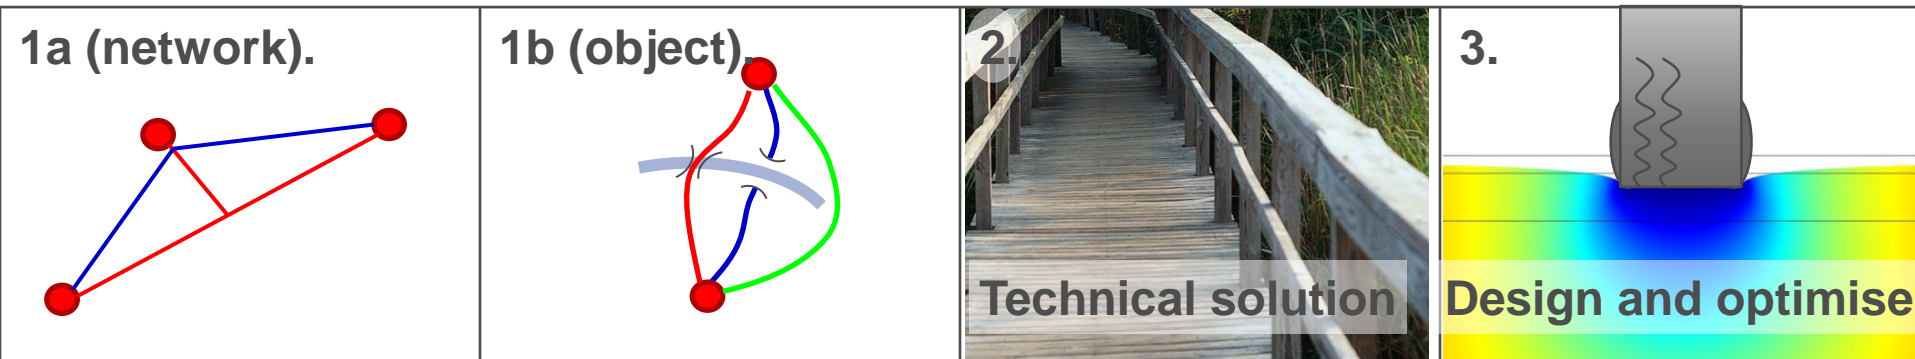 1a (network).
1b (object).
2.
Technical solution
3.
Design and optimise